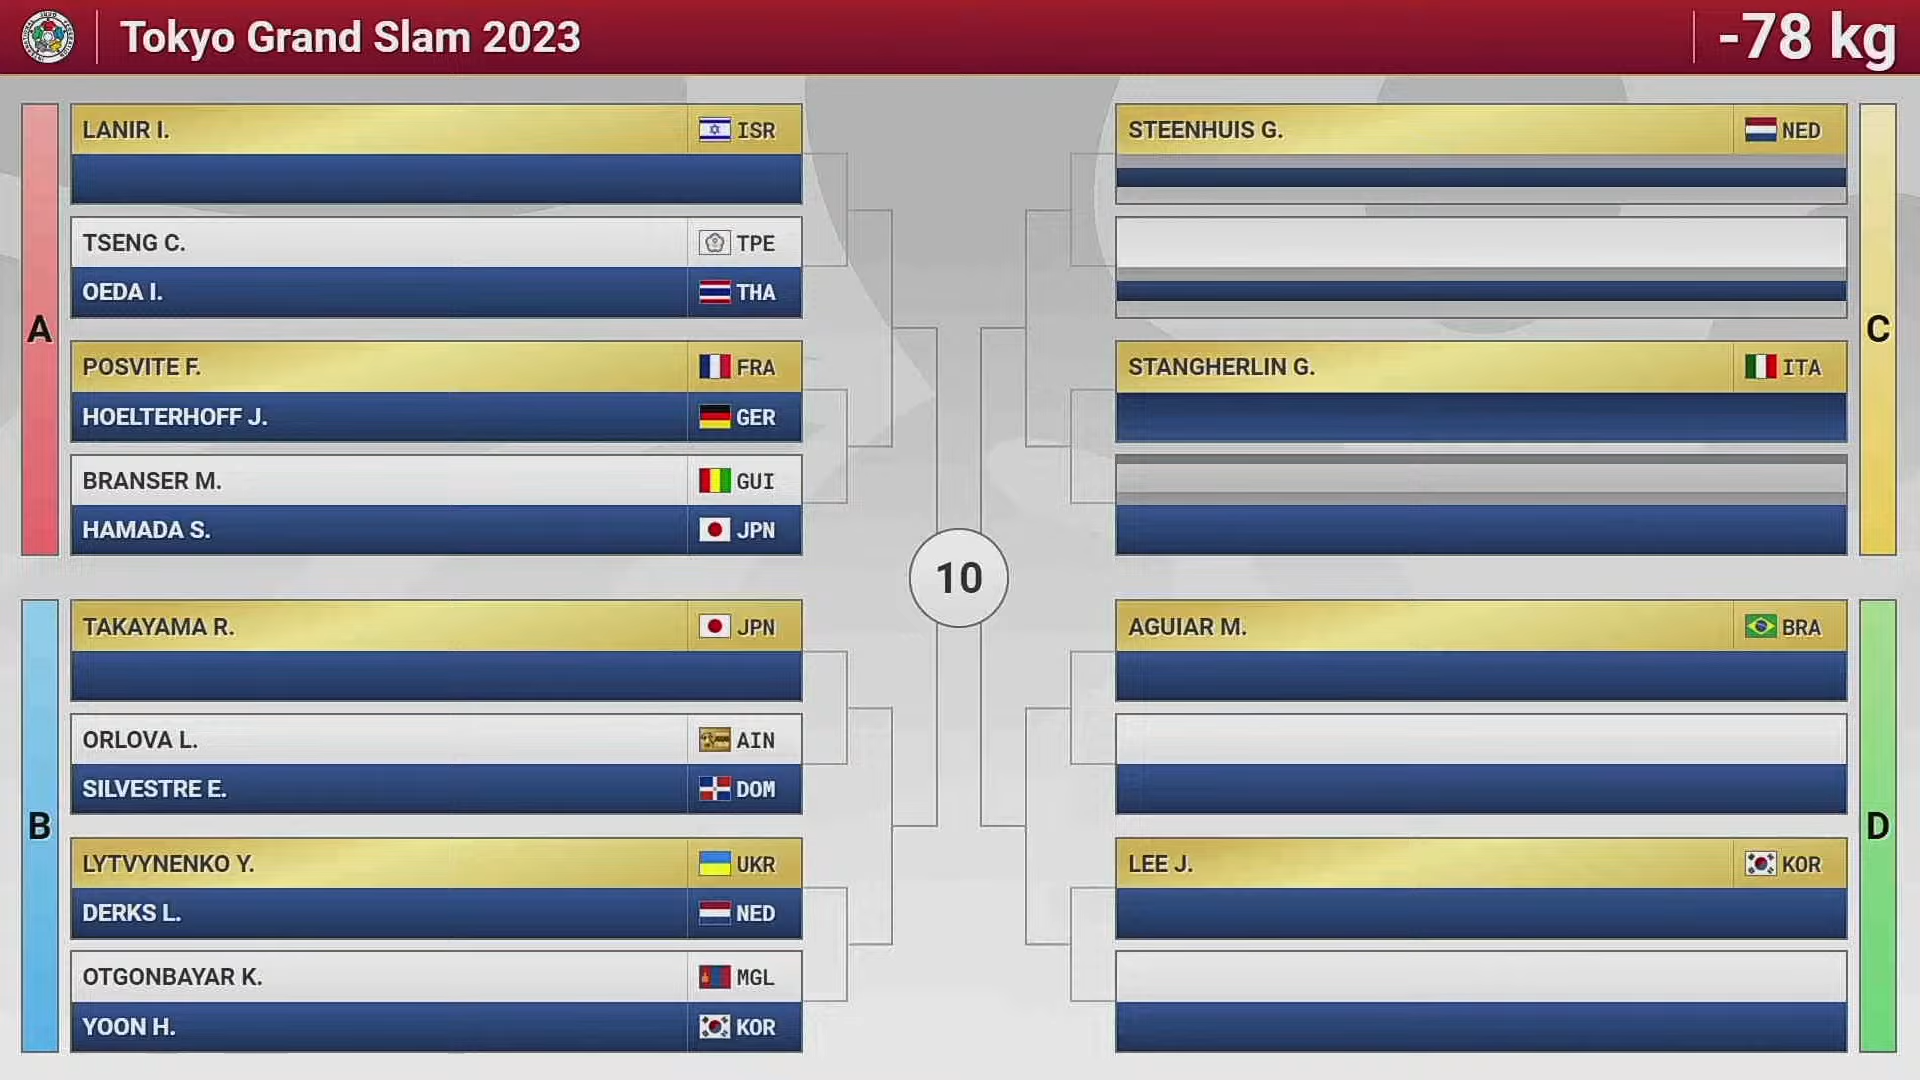 Tokyo Grand Slam 2023
-78 kg
A
LANIR I. ISR
TSENG C. TPE
OEDA I. THA
POSVITE F. FRA
HOELTERHOFF J. GER
BRANSER M. GUI
HAMADA S. JPN
B
TAKAYAMA R. JPN
ORLOVA L. AIN
SILVESTRE E. DOM
LYTVYNENKO Y. UKR
DERKS L. NED
OTGONBAYAR K. MGL
YOON H. KOR
10
STEENHUIS G. NED
STANGHERLIN G. ITA
C
AGUIAR M. BRA
LEE J. KOR
D